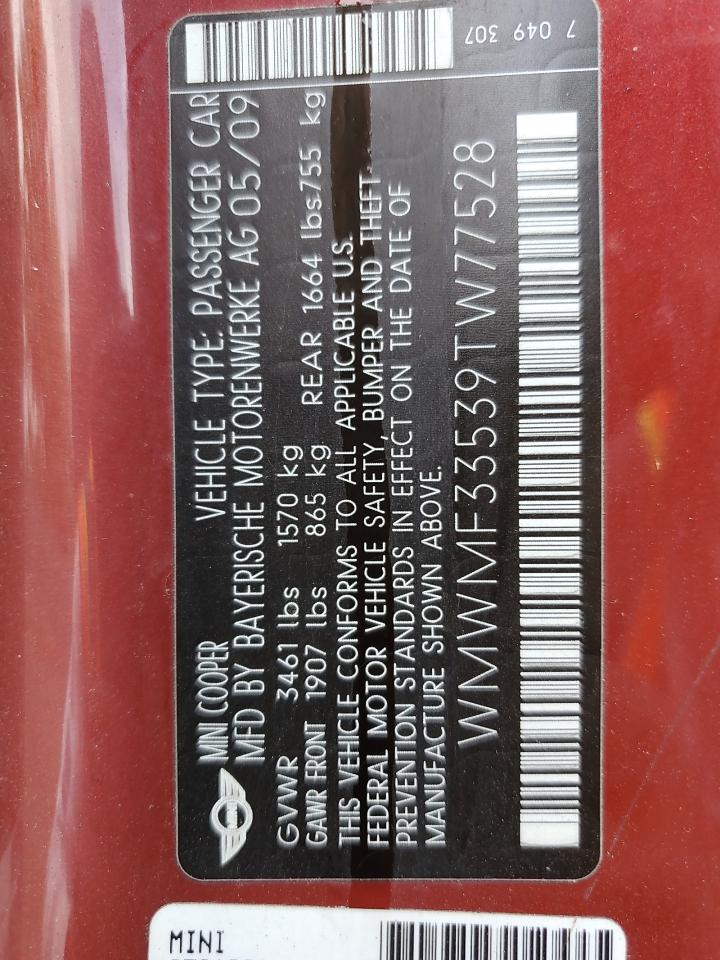 7 049 307
MINI COOPER VEHICLE TYPE: PASSENGER CAR
MFD BY BAYERISCHE MOTORENWERKE AG 05/09
GVWR 3461 lbs 1570 kg
GAWR FRONT 1907 lbs 865 kg REAR 1664 lbs755 kg
THIS VEHICLE CONFORMS TO ALL APPLICABLE U.S.
FEDERAL MOTOR VEHICLE SAFETY, BUMPER AND THEFT
PREVENTION STANDARDS IN EFFECT ON THE DATE OF
MANUFACTURE SHOWN ABOVE.
WMWMF33539TW77528
MINI